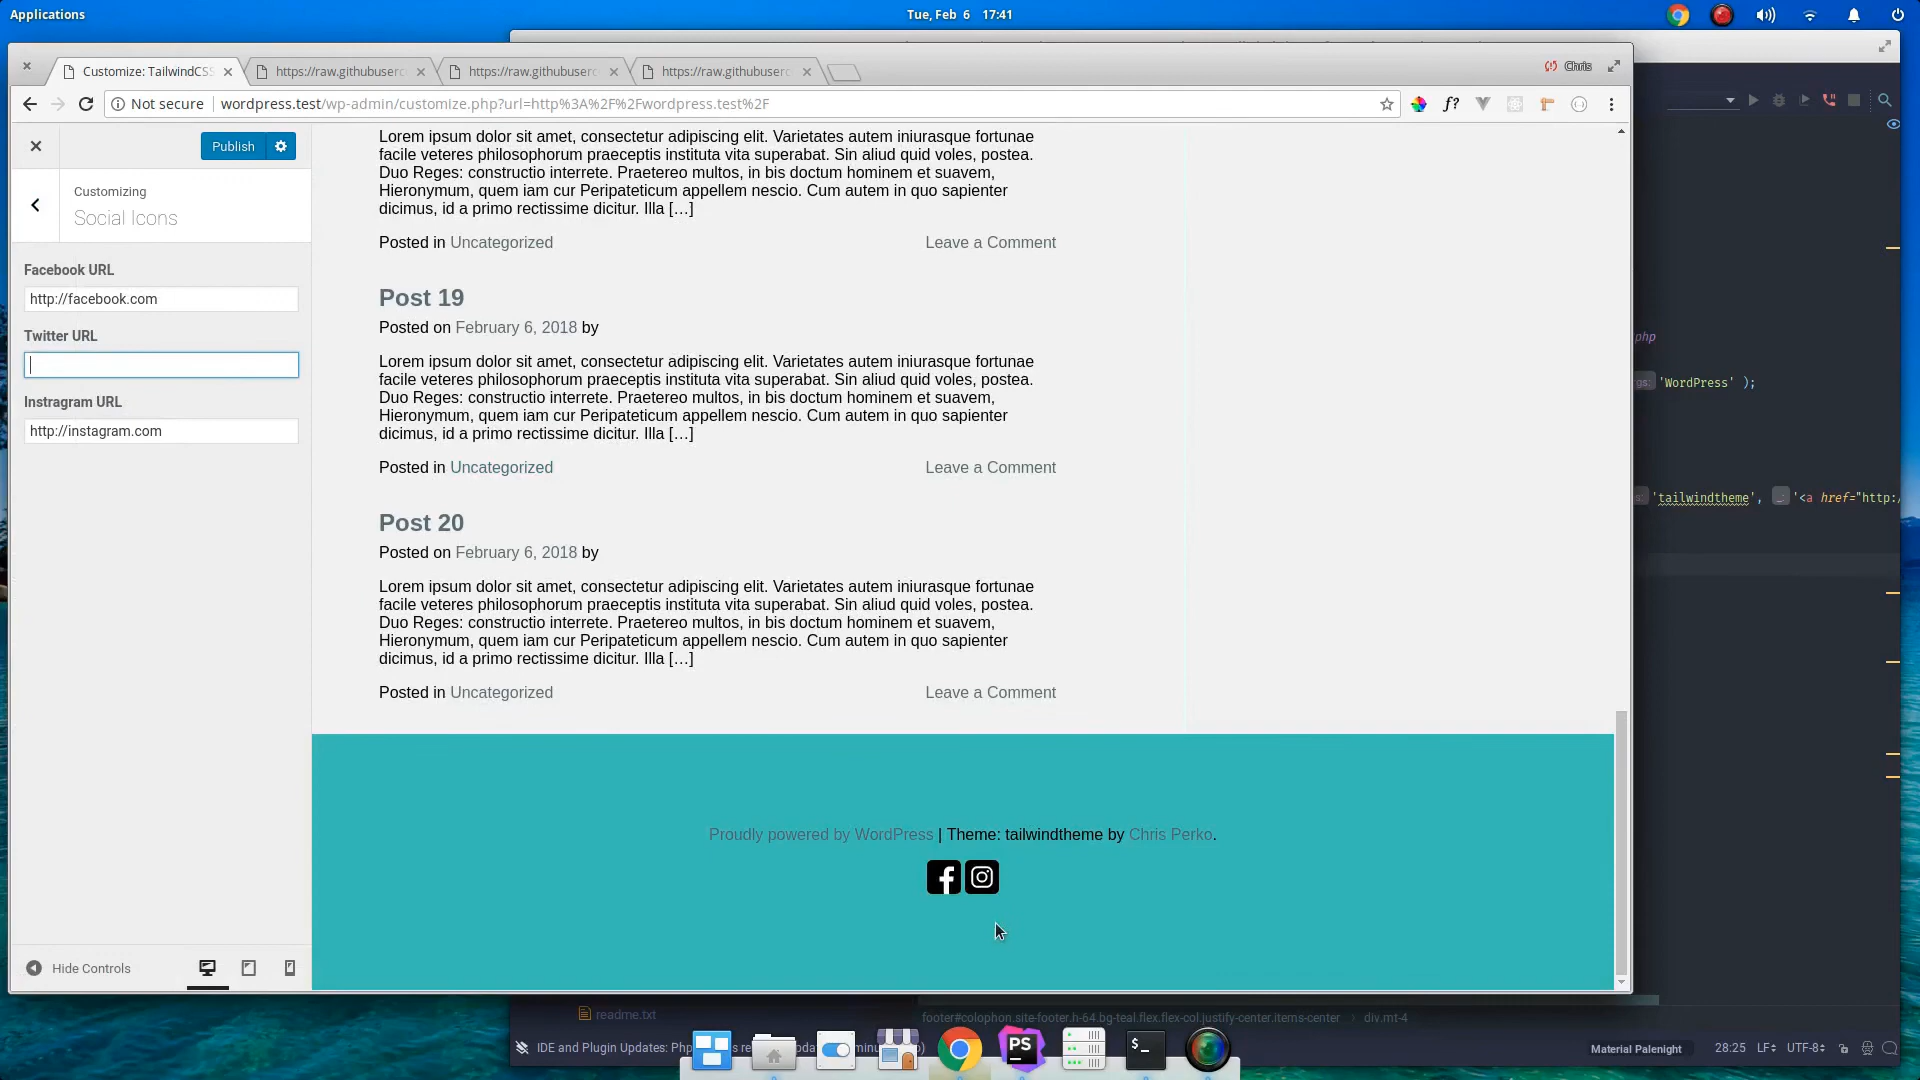 Applications
Tue, Feb 6 17:41
Customize: TailwindCSS
https://raw.githubuserc
https://raw.githubuserc
https://raw.githubuserc
Chris
Not secure
wordpress.test/wp-admin/customize.php?url=http%3A%2F%2Fwordpress.test%2F
f?
Publish
Customizing
Social Icons
Facebook URL
http://facebook.com
Twitter URL
Instragram URL
http://instagram.com
Hide Controls
Lorem ipsum dolor sit amet, consectetur adipiscing elit. Varietates autem iniurasque fortunae
facile veteres philosophorum praeceptis instituta vita superabat. Sin aliud quid voles, postea.
Duo Reges: constructio interrete. Praetereo multos, in bis doctum hominem et suavem,
Hieronymum, quem iam cur Peripateticum appellem nescio. Cum autem in quo sapienter
dicimus, id a primo rectissime dicitur. Illa […]
Posted in Uncategorized
Leave a Comment
Post 19
Posted on February 6, 2018 by
Lorem ipsum dolor sit amet, consectetur adipiscing elit. Varietates autem iniurasque fortunae
facile veteres philosophorum praeceptis instituta vita superabat. Sin aliud quid voles, postea.
Duo Reges: constructio interrete. Praetereo multos, in bis doctum hominem et suavem,
Hieronymum, quem iam cur Peripateticum appellem nescio. Cum autem in quo sapienter
dicimus, id a primo rectissime dicitur. Illa […]
Posted in Uncategorized
Leave a Comment
Post 20
Posted on February 6, 2018 by
Lorem ipsum dolor sit amet, consectetur adipiscing elit. Varietates autem iniurasque fortunae
facile veteres philosophorum praeceptis instituta vita superabat. Sin aliud quid voles, postea.
Duo Reges: constructio interrete. Praetereo multos, in bis doctum hominem et suavem,
Hieronymum, quem iam cur Peripateticum appellem nescio. Cum autem in quo sapienter
dicimus, id a primo rectissime dicitur. Illa […]
Posted in Uncategorized
Leave a Comment
Proudly powered by WordPress | Theme: tailwindtheme by Chris Perko.
php
'WordPress' );
'tailwindtheme', '<a href="http:/
readme.txt
footer#colophon.site-footer.h-64.bg-teal.flex.flex-col.justify-center.items-center
div.mt-4
IDE and Plugin Updates:
PS
$_
Material Palenight
28:25 LF UTF-8